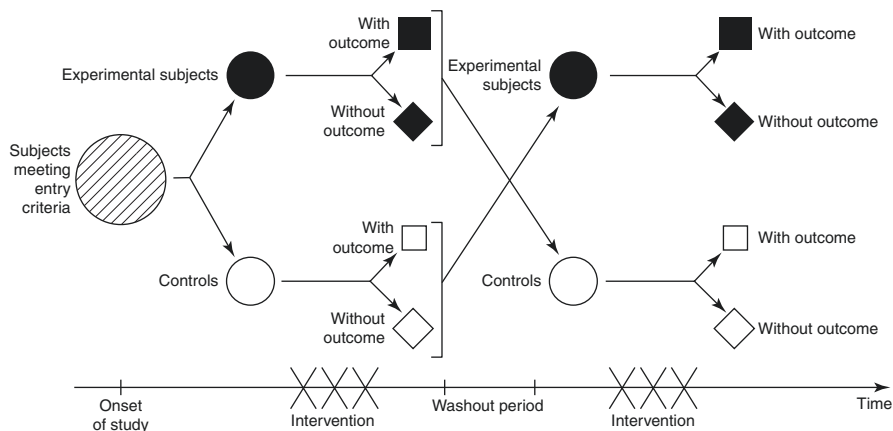 Subjects
meeting
entry
criteria
Experimental subjects
Controls
With
outcome
Without
outcome
With
outcome
Without
outcome
Experimental
subjects
Controls
With outcome
Without outcome
With outcome
Without outcome
Onset
of study
Intervention
Washout period
Intervention
Time